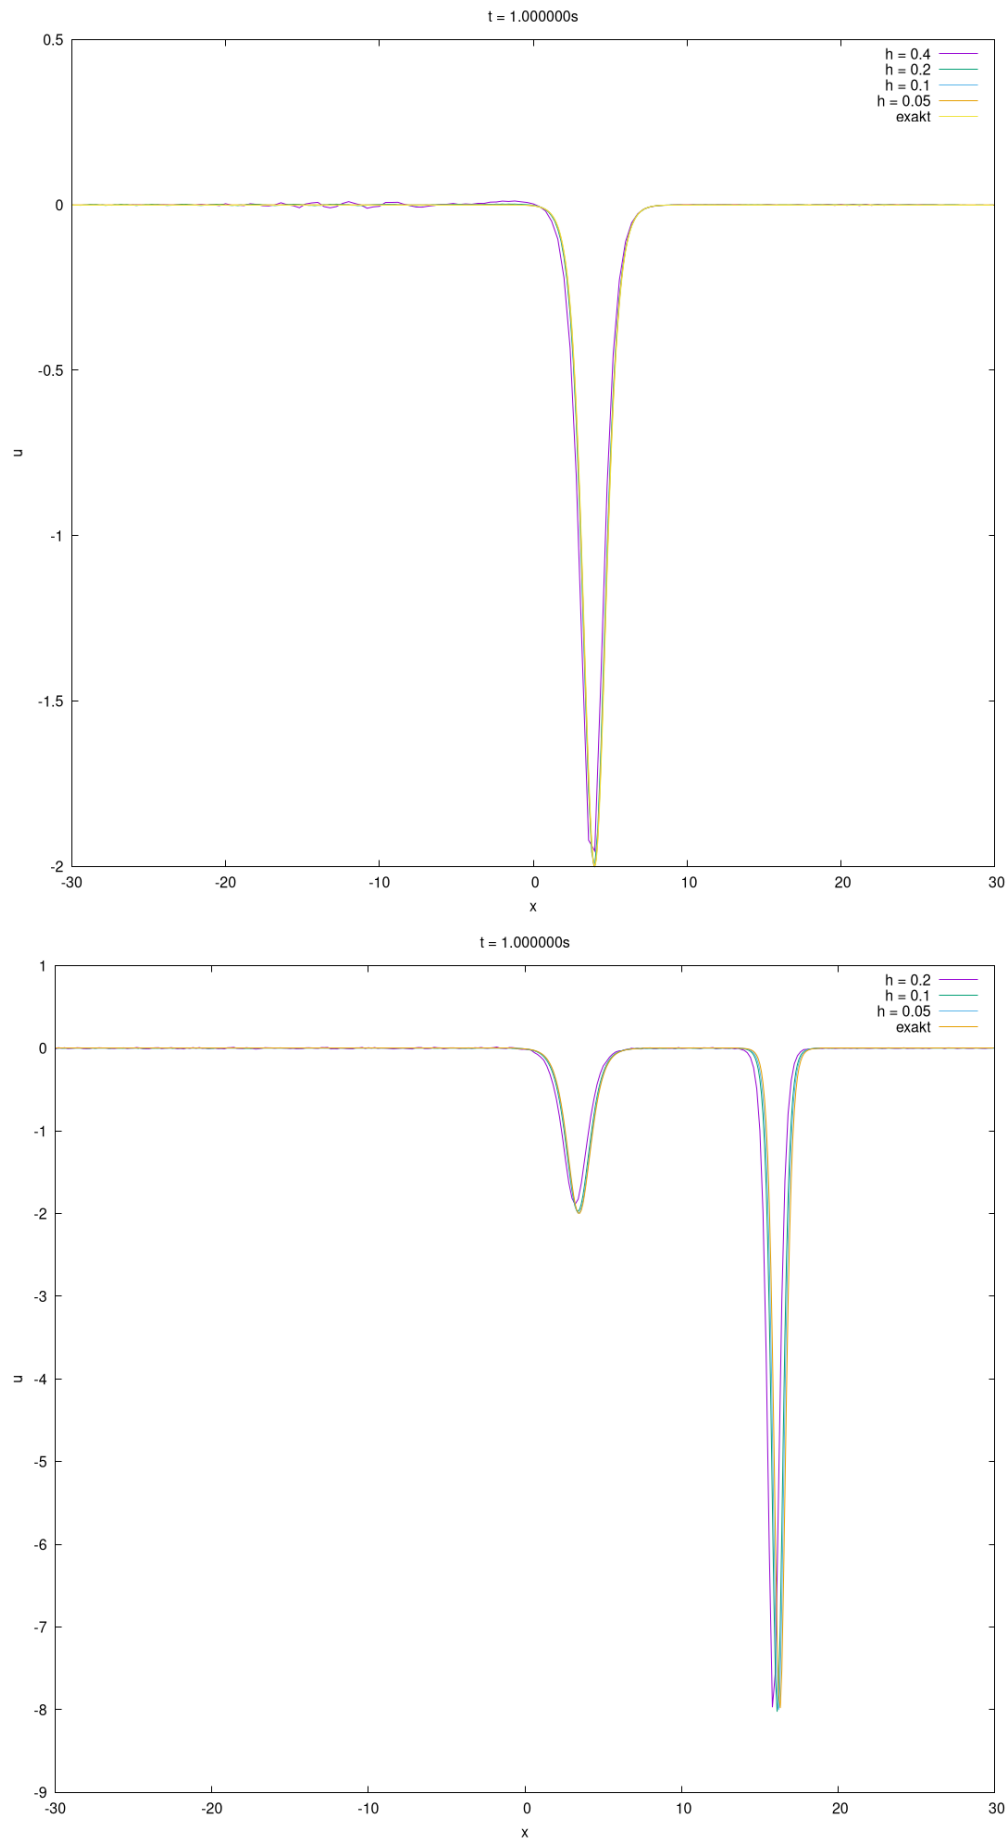 t = 1.000000s
0.5
h = 0.4
h = 0.2
h = 0.1
h = 0.05
exakt
0
-0.5
u
-1
-1.5
-2
-30 -20 -10 0 10 20 30
x
t = 1.000000s
1
h = 0.2
h = 0.1
h = 0.05
exakt
0
-1
-2
-3
-4
u
-5
-6
-7
-8
-9
-30 -20 -10 0 10 20 30
x